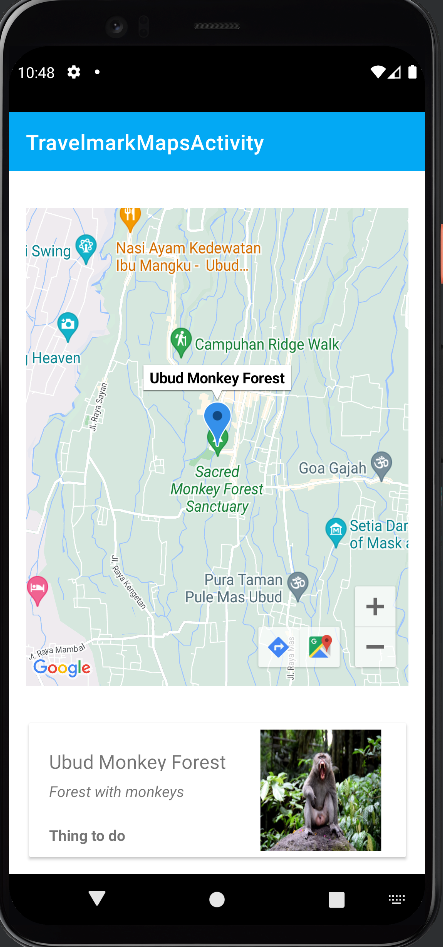 10:48
TravelmarkMapsActivity
i Swing
Nasi Ayam Kedewatan
Ibu Mangku - Ubud...
Heaven
Campuhan Ridge Walk
Jl. Raya Sayan
Ubud Monkey Forest
Sacred
Monkey Forest
Sanctuary
Goa Gajah
Setia Dar
of Mask a
Jl. Raya Kengetan
Pura Taman
Pule Mas Ubud
Jl. Raya Mas
Jl. Raya Mambal
Google
G
+
−
Ubud Monkey Forest
Forest with monkeys
Thing to do